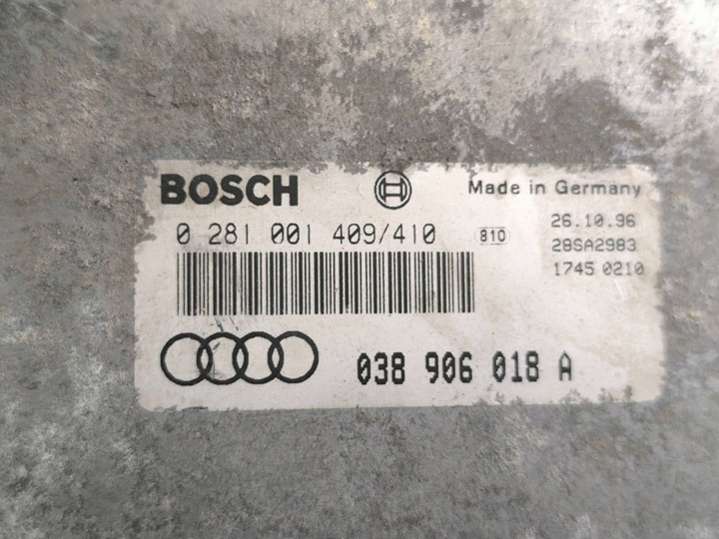 BOSCH
Made in Germany
0 281 001 409/410
810
26.10.96
28SA2983
1745 0210
038 906 018 A